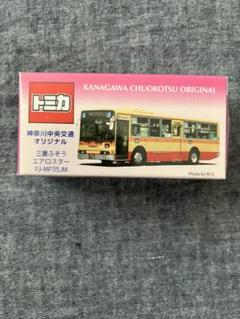 KANAGAWA CHUOKOTSU ORIGINAL
トミカ
神奈川中央交通
オリジナル
三菱ふそう
エアロスター
PJ-MP35JM
Photo by M.O